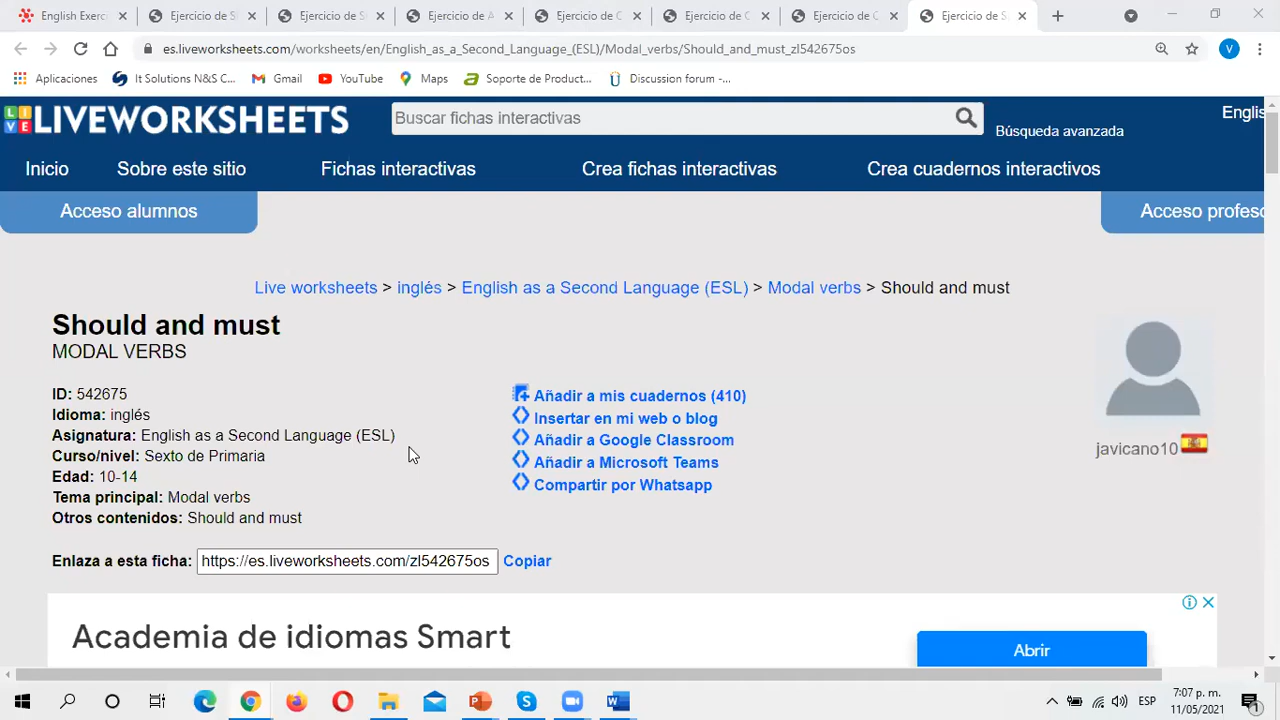 English Exerci
Ejercicio de S
Ejercicio de S
Ejercicio de A
Ejercicio de C
Ejercicio de C
Ejercicio de C
Ejercicio de S
es.liveworksheets.com/worksheets/en/English_as_a_Second_Language_(ESL)/Modal_verbs/Should_and_must_zl542675os
V
Aplicaciones
It Solutions N&S C...
Gmail
YouTube
Maps
Soporte de Product...
Discussion forum -...
LIVE LIVEWORKSHEETS
Buscar fichas interactivas
Búsqueda avanzada
Englis
Inicio
Sobre este sitio
Fichas interactivas
Crea fichas interactivas
Crea cuadernos interactivos
Acceso alumnos
Acceso profeso
Live worksheets > inglés > English as a Second Language (ESL) > Modal verbs > Should and must
Should and must
MODAL VERBS
ID: 542675
Idioma: inglés
Asignatura: English as a Second Language (ESL)
Curso/nivel: Sexto de Primaria
Edad: 10-14
Tema principal: Modal verbs
Otros contenidos: Should and must
Añadir a mis cuadernos (410)
Insertar en mi web o blog
Añadir a Google Classroom
Añadir a Microsoft Teams
Compartir por Whatsapp
javicano10
Enlaza a esta ficha: https://es.liveworksheets.com/zl542675os Copiar
Academia de idiomas Smart
Abrir
ESP
7:07 p. m.
11/05/2021